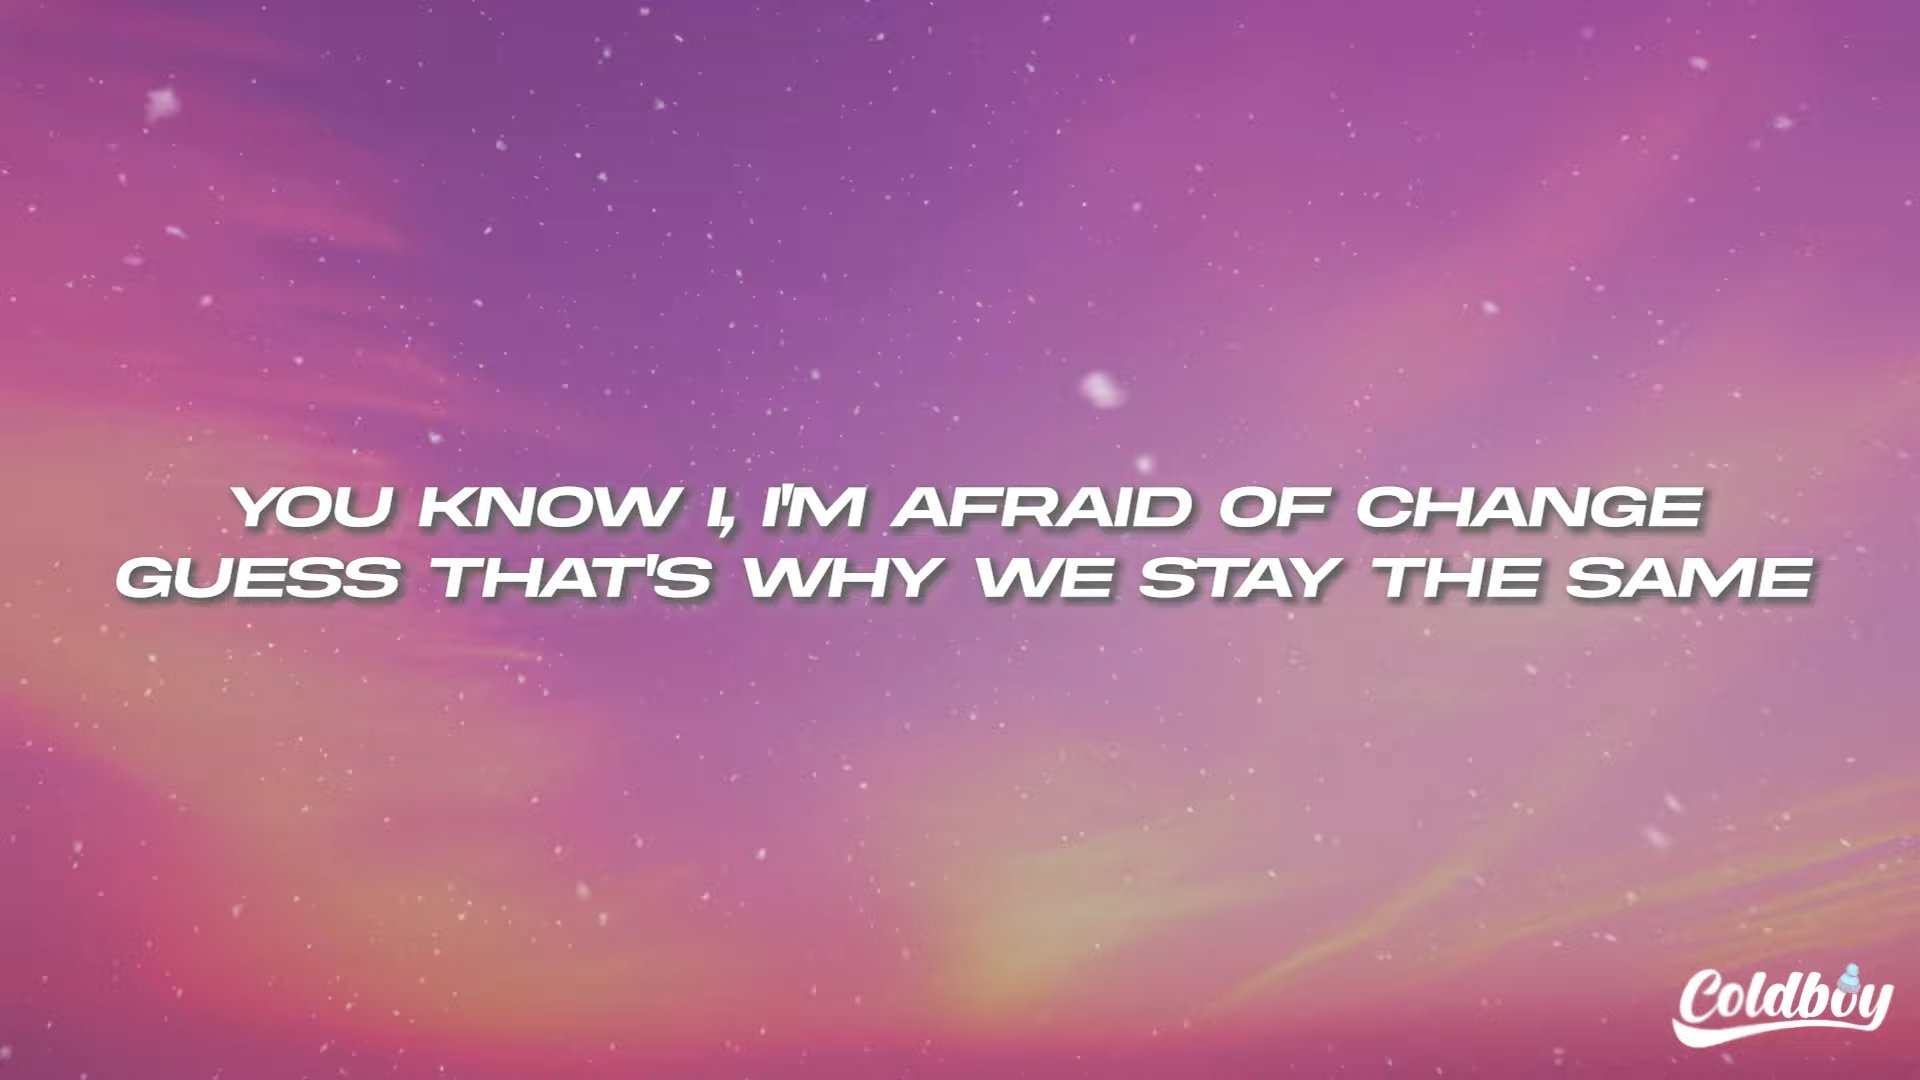 YOU KNOW I, I'M AFRAID OF CHANGE
GUESS THAT'S WHY WE STAY THE SAME
Coldboy